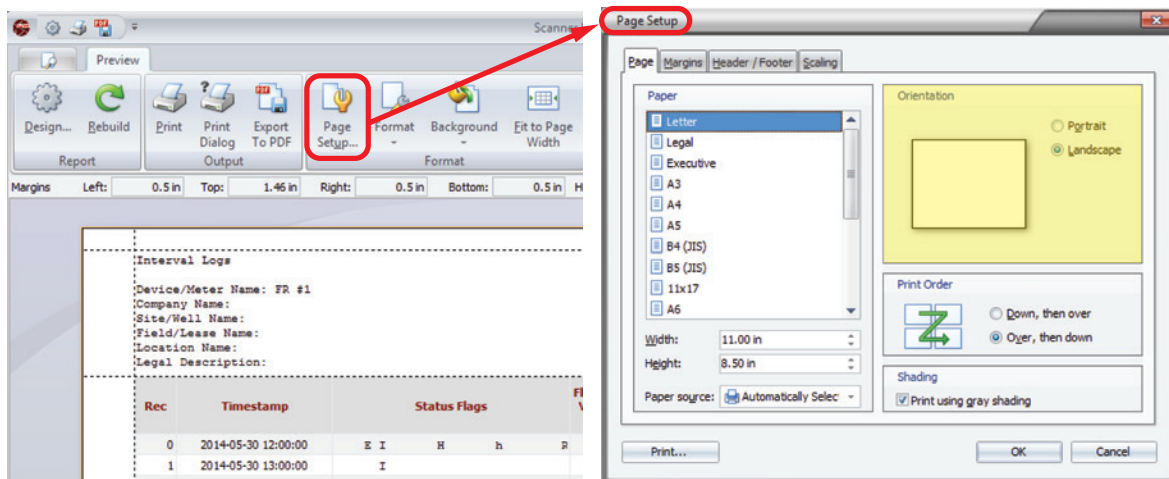 Scanner
Preview
Design...
Rebuild
Report
Print
Print Dialog
Export To PDF
Output
Page Setup...
Format
Background
Fit to Page Width
Format
Margins Left: 0.5 in Top: 1.46 in Right: 0.5 in Bottom: 0.5 in H
Interval Logs
Device/Meter Name: FR #1
Company Name:
Site/Well Name:
Field/Lease Name:
Location Name:
Legal Description:
Rec Timestamp Status Flags
0 2014-05-30 12:00:00 E I H h R
1 2014-05-30 13:00:00 I
Page Setup
Page Margins Header / Footer Scaling
Paper
Letter
Legal
Executive
A3
A4
A5
B4 (JIS)
B5 (JIS)
11x17
A6
Width: 11.00 in
Height: 8.50 in
Paper source: Automatically Selec
Orientation
Portrait
Landscape
Print Order
Down, then over
Over, then down
Shading
Print using gray shading
Print...
OK
Cancel